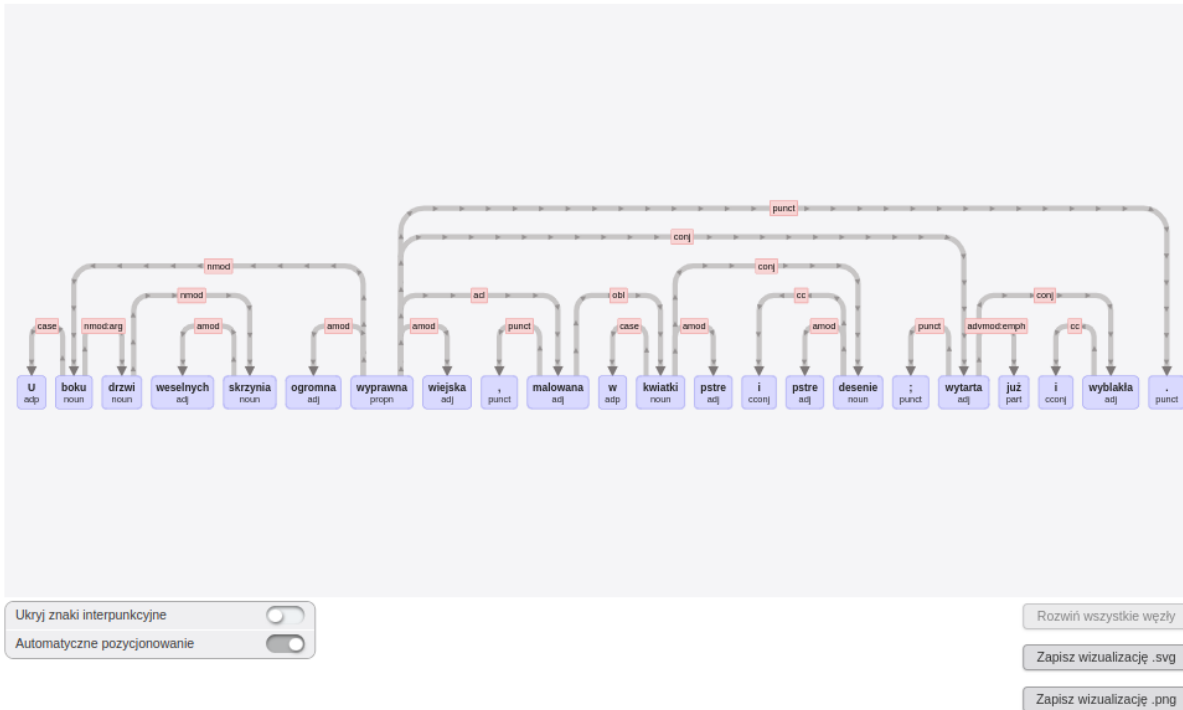 punct
conj
nmod conj
nmod acl obl cc conj
case nmod:arg amod amod amod punct case amod amod punct advmod:emph cc
U boku drzwi weselnych skrzynia ogromna wyprawna wiejska , malowana w kwiatki pstre i pstre desenie ; wytarta już i wyblakła .
adp noun noun adj noun adj propn adj punct adj adp noun adj cconj adj noun punct adj part cconj adj punct
Ukryj znaki interpunkcyjne
Automatyczne pozycjonowanie
Rozwiń wszystkie węzły
Zapisz wizualizację .svg
Zapisz wizualizację .png